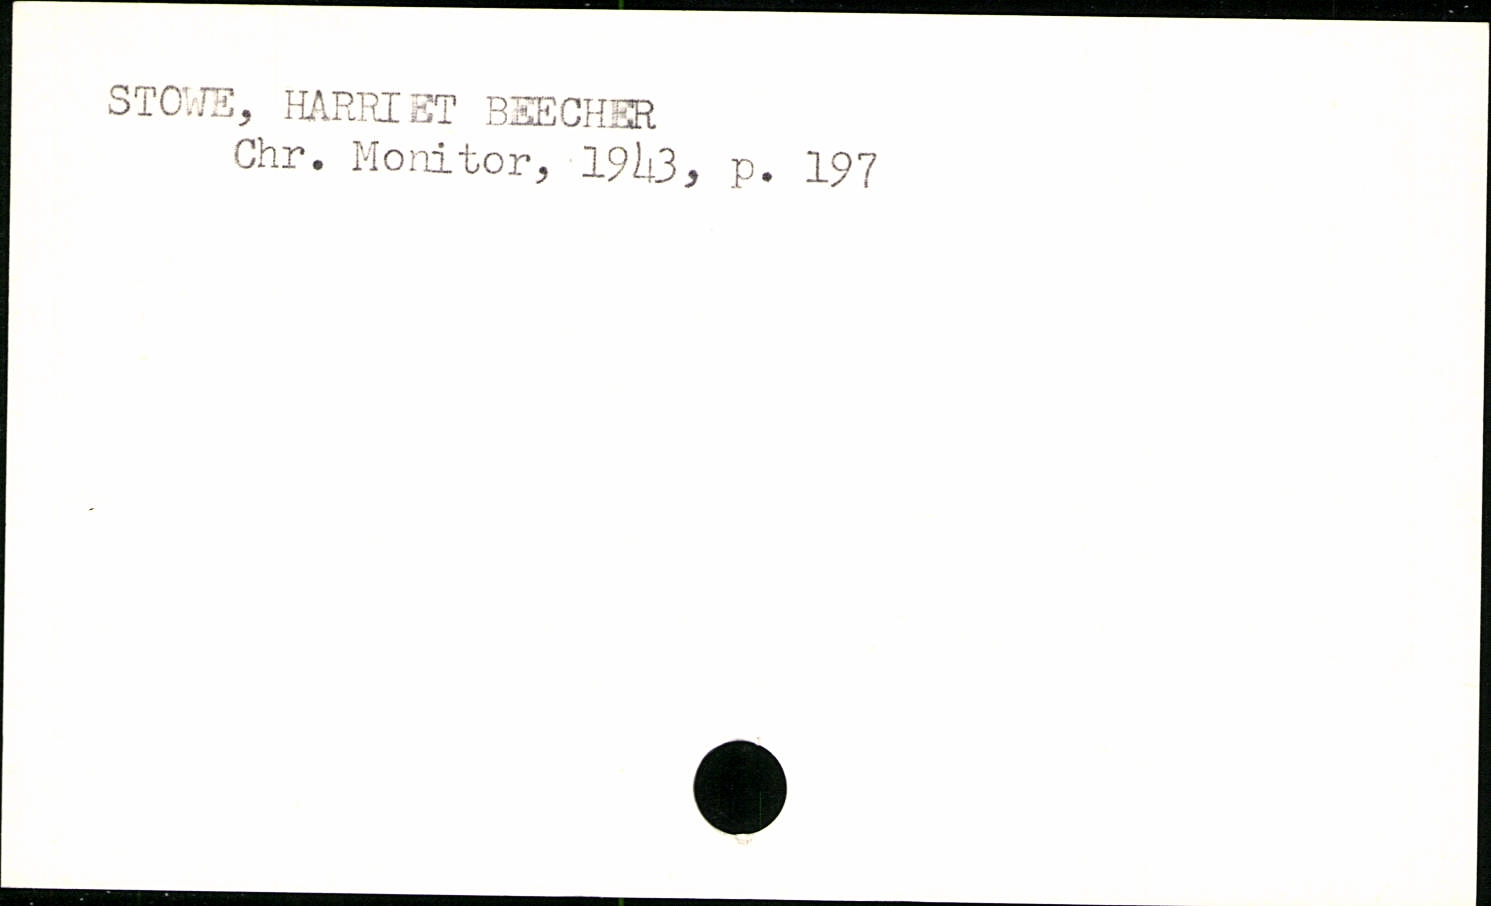 STOWE, HARRIET BEECHER
Chr. Monitor, 1943, p. 197